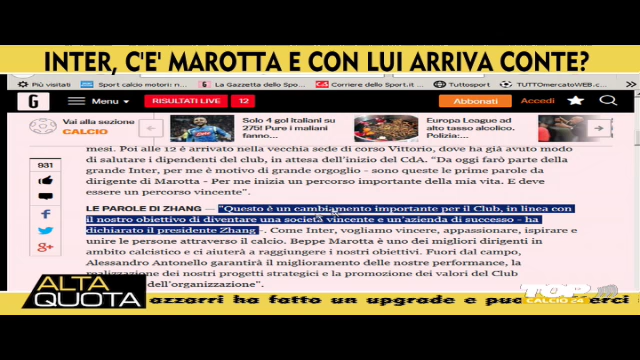 INTER, C'E' MAROTTA E CON LUI ARRIVA CONTE?
Più visitati
Getting Started
Sport calcio motori: n...
La Gazzetta dello Spo...
Corriere dello Sport.it...
Tuttosport
TUTTOmercatoWEB.c...
G
Menu
RISULTATI LIVE
12
Abbonati
Accedi
Vai alla sezione
CALCIO
Solo 4 gol italiani su
275! Pure i maliani
fanno...
Europa League ad
alto tasso alcolico.
Polizia:...
mesi. Poi alle 12 è arrivato nella vecchia sede di corso Vittorio, dove ha già avuto modo
di salutare i dipendenti del club, in attesa dell'inizio del CdA. "Da oggi farò parte della
grande Inter, per me è motivo di grande orgoglio - sono queste le prime parole da
dirigente di Marotta - Per me inizia un percorso importante della mia vita. E deve
essere un percorso vincente".
931
LE PAROLE DI ZHANG — "Questo è un cambiamento importante per il Club, in linea con
il nostro obiettivo di diventare una società vincente e un'azienda di successo - ha
dichiarato il presidente Zhang -. Come Inter, vogliamo vincere, appassionare, ispirare e
unire le persone attraverso il calcio. Beppe Marotta è uno dei migliori dirigenti in
ambito calcistico e ci aiuterà a raggiungere i nostri obiettivi. Fuori dal campo,
Alessandro Antonello garantirà il miglioramento delle nostre performance, la
realizzazione dei nostri progetti strategici e la promozione dei valori del Club
dell'organizzazione".
ALTA
QUOTA
azzarri ha fatto un upgrade e può
erci
TOP
CALCIO 24